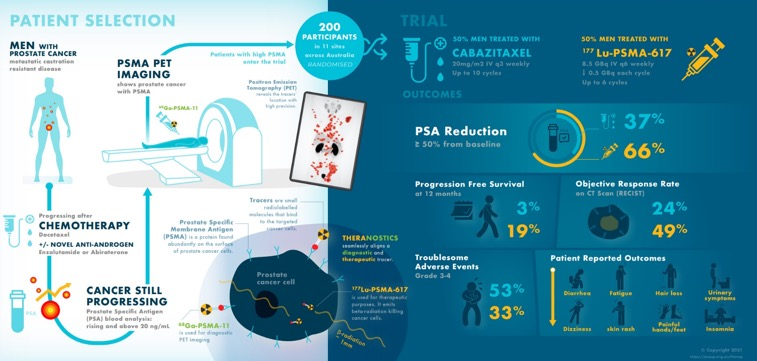 PATIENT SELECTION
MEN WITH
PROSTATE CANCER
metastatic castration
resistant disease
PSMA PET
IMAGING
shows prostate cancer
with PSMA
68Ga-PSMA-11
Patients with high PSMA
enter the trial
200
PARTICIPANTS
in 11 sites
across Australia
RANDOMISED
Positron Emission
Tomography (PET)
reveals the tracers'
location with
high precision.
Progressing after
CHEMOTHERAPY
Docetaxel
+/- NOVEL ANTI-ANDROGEN
Enzalutamide or Abiraterone
CANCER STILL
PROGRESSING
Prostate Specific Antigen
(PSA) blood analysis:
rising and above 20 ng/mL
PSA
Tracers are small
radiolabelled
molecules that bind
to the targeted
cancer cells.
Prostate Specific
Membrane Antigen
(PSMA) is a protein found
abundantly on the surface
of prostate cancer cells.
Prostate
cancer cell
68Ga-PSMA-11
is used for diagnostic
PET imaging
THERANOSTICS
seamlessly aligns a
diagnostic and
therapeutic tracer.
177Lu-PSMA-617
is used for therapeutic
purposes. It emits
beta-radiation killing
cancer cells.
β-radiation
1mm
TRIAL
50% MEN TREATED WITH
CABAZITAXEL
20mg/m2 IV q3 weekly
Up to 10 cycles
50% MEN TREATED WITH
177 Lu-PSMA-617
8.5 GBq IV q6 weekly
↓ 0.5 GBq each cycle
Up to 6 cycles
OUTCOMES
PSA Reduction
≥ 50% from baseline
37%
66%
Progression Free Survival
at 12 months
3%
19%
Objective Response Rate
on CT Scan (RECIST)
24%
49%
Troublesome
Adverse Events
Grade 3-4
53%
33%
Patient Reported Outcomes
Diarrhea
Fatigue
Hair loss
Urinary
symptoms
Dizziness
skin rash
Painful
hands/feet
Insomnia
© Copyright 2021